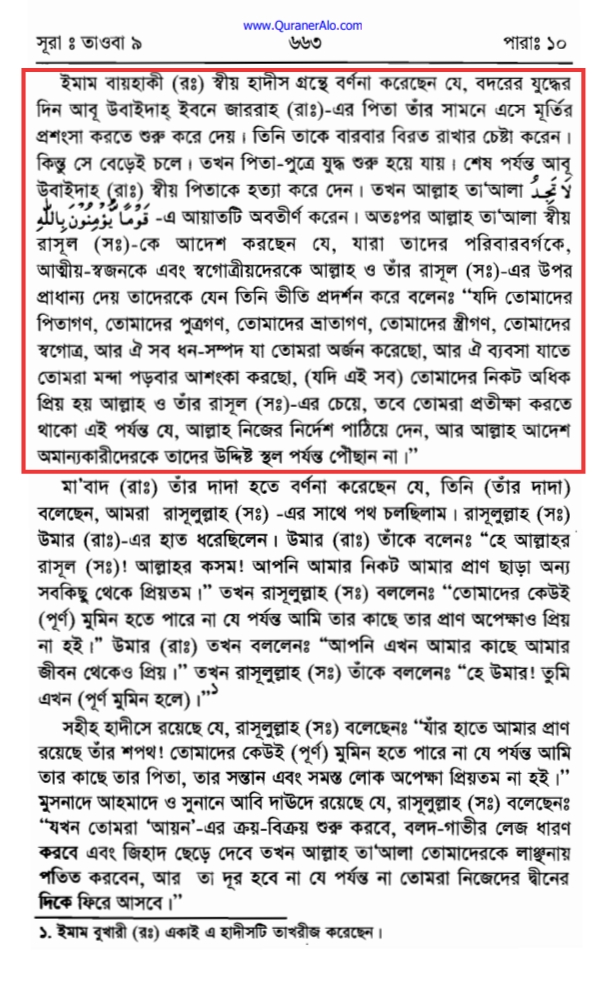 www.QuranerAlo.com
সূরা ঃ তাওবা ৯ ৬৬৩ পারাঃ ১০
ইমাম বায়হাকী (রঃ) স্বীয় হাদীস গ্রন্থে বর্ণনা করেছেন যে, বদরের যুদ্ধের
দিন আবূ উবাইদাহ্ ইবনে জাররাহ (রাঃ)-এর পিতা তাঁর সামনে এসে মূর্তির
প্রশংসা করতে শুরু করে দেয়। তিনি তাকে বারবার বিরত রাখার চেষ্টা করেন।
কিন্তু সে বেড়েই চলে। তখন পিতা-পুত্রে যুদ্ধ শুরু হয়ে যায়। শেষ পর্যন্ত আবূ
উবাইদাহ (রাঃ) স্বীয় পিতাকে হত্যা করে দেন। তখন আল্লাহ তা'আলা لَا تَجِدُ
قَوْمًا يُّؤْمِنُوْنَ بِاللّٰهِ -এ আয়াতটি অবতীর্ণ করেন। অতঃপর আল্লাহ তা'আলা স্বীয়
রাসূল (সঃ)-কে আদেশ করছেন যে, যারা তাদের পরিবারবর্গকে,
আত্মীয়-স্বজনকে এবং স্বগোত্রীয়দেরকে আল্লাহ ও তাঁর রাসূল (সঃ)-এর উপর
প্রাধান্য দেয় তাদেরকে যেন তিনি ভীতি প্রদর্শন করে বলেনঃ “যদি তোমাদের
পিতাগণ, তোমাদের পুত্রগণ, তোমাদের ভ্রাতাগণ, তোমাদের স্ত্রীগণ, তোমাদের
স্বগোত্র, আর ঐ সব ধন-সম্পদ যা তোমরা অর্জন করেছো, আর ঐ ব্যবসা যাতে
তোমরা মন্দা পড়বার আশংকা করছো, (যদি এই সব) তোমাদের নিকট অধিক
প্রিয় হয় আল্লাহ ও তাঁর রাসূল (সঃ)-এর চেয়ে, তবে তোমরা প্রতীক্ষা করতে
থাকো এই পর্যন্ত যে, আল্লাহ নিজের নির্দেশ পাঠিয়ে দেন, আর আল্লাহ আদেশ
অমান্যকারীদেরকে তাদের উদ্দিষ্ট স্থল পর্যন্ত পৌঁছান না।”
মা'বাদ (রাঃ) তাঁর দাদা হতে বর্ণনা করেছেন যে, তিনি (তাঁর দাদা)
বলেছেন, আমরা রাসূলুল্লাহ (সঃ) -এর সাথে পথ চলছিলাম। রাসূলুল্লাহ (সঃ)
উমার (রাঃ)-এর হাত ধরেছিলেন। উমার (রাঃ) তাঁকে বলেনঃ “হে আল্লাহর
রাসূল (সঃ)! আল্লাহর কসম! আপনি আমার নিকট আমার প্রাণ ছাড়া অন্য
সবকিছু থেকে প্রিয়তম।” তখন রাসূলুল্লাহ (সঃ) বললেনঃ “তোমাদের কেউই
(পূর্ণ) মুমিন হতে পারে না যে পর্যন্ত আমি তার কাছে তার প্রাণ অপেক্ষাও প্রিয়
না হই।” উমার (রাঃ) তখন বললেনঃ “আপনি এখন আমার কাছে আমার
জীবন থেকেও প্রিয়।” তখন রাসূলুল্লাহ (সঃ) তাঁকে বললেনঃ “হে উমার! তুমি
এখন (পূর্ণ মুমিন হলে)।”১
সহীহ হাদীসে রয়েছে যে, রাসূলুল্লাহ (সঃ) বলেছেনঃ “যাঁর হাতে আমার প্রাণ
রয়েছে তাঁর শপথ! তোমাদের কেউই (পূর্ণ) মুমিন হতে পারে না যে পর্যন্ত আমি
তার কাছে তার পিতা, তার সন্তান এবং সমস্ত লোক অপেক্ষা প্রিয়তম না হই।”
মুসনাদে আহমাদে ও সুনানে আবি দাঊদে রয়েছে যে, রাসূলুল্লাহ (সঃ) বলেছেনঃ
“যখন তোমরা ‘আয়ন’-এর ক্রয়-বিক্রয় শুরু করবে, বলদ-গাভীর লেজ ধারণ
করবে এবং জিহাদ ছেড়ে দেবে তখন আল্লাহ তা'আলা তোমাদেরকে লাঞ্ছনায়
পতিত করবেন, আর তা দূর হবে না যে পর্যন্ত না তোমরা নিজেদের দ্বীনের
দিকে ফিরে আসবে।”
১. ইমাম বুখারী (রঃ) একাই এ হাদীসটি তাখরীজ করেছেন।